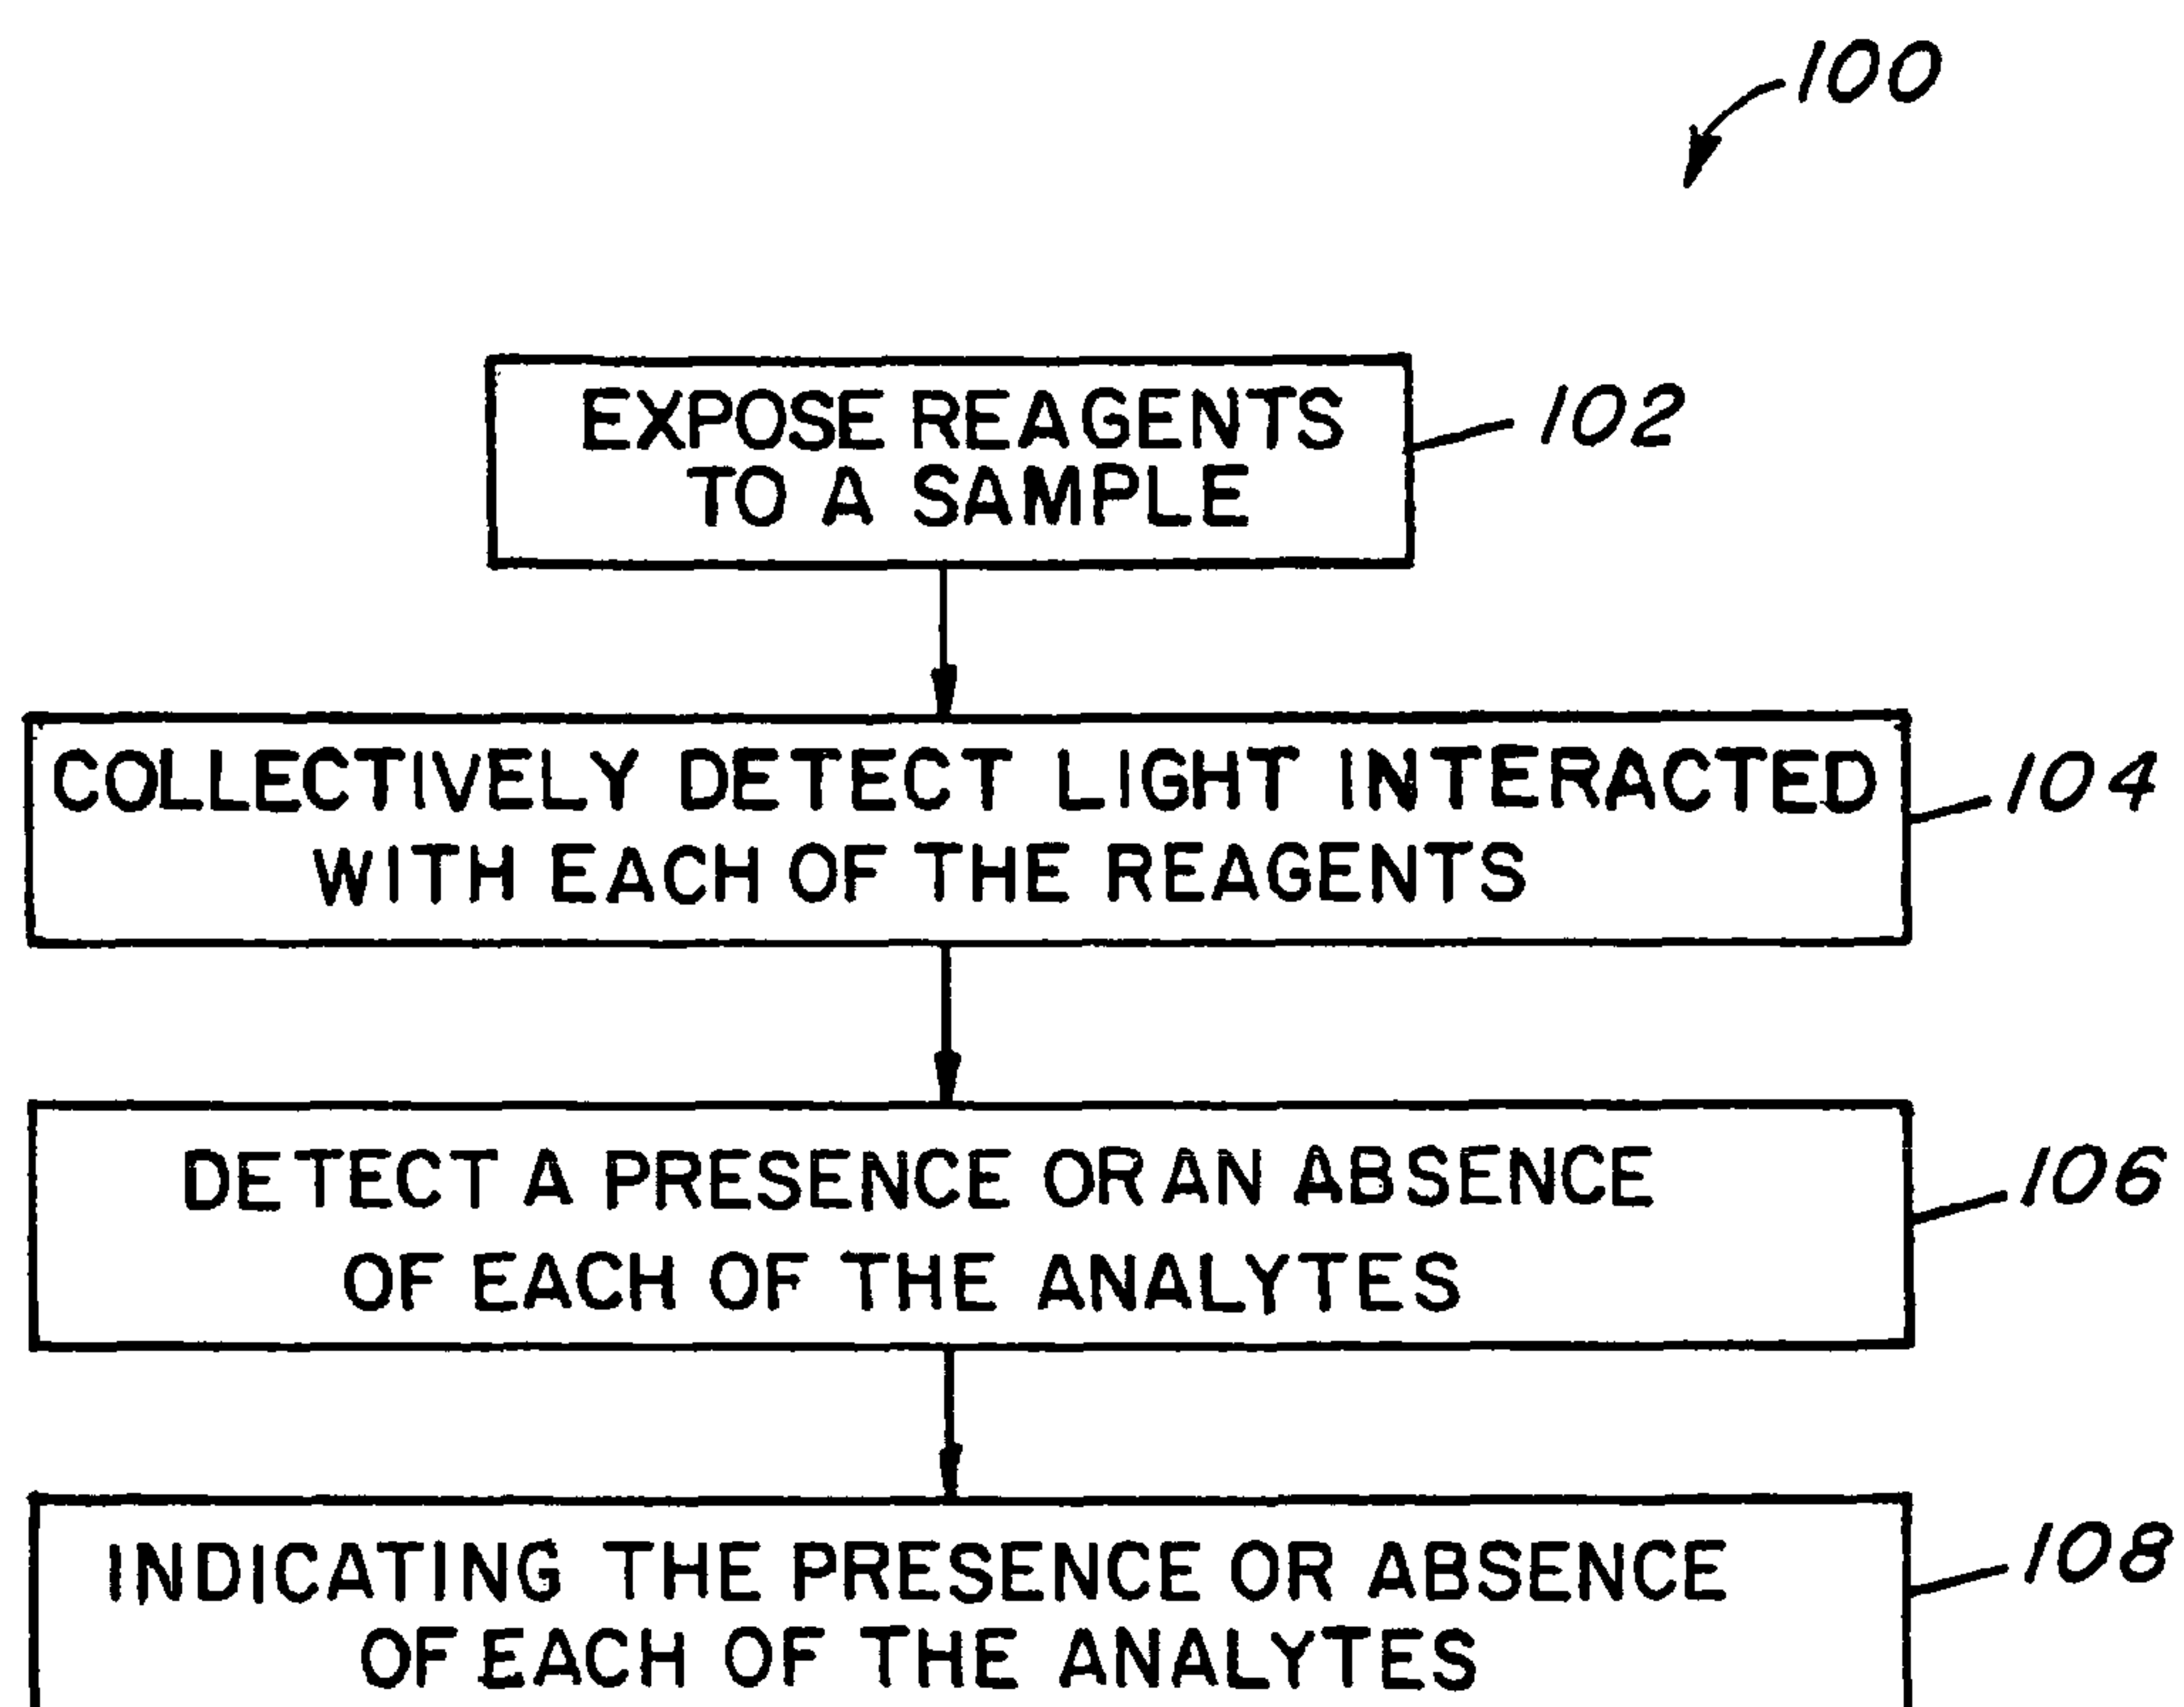 100
EXPOSE REAGENTS
TO A SAMPLE
102
COLLECTIVELY DETECT LIGHT INTERACTED
WITH EACH OF THE REAGENTS
104
DETECT A PRESENCE OR AN ABSENCE
OF EACH OF THE ANALYTES
106
INDICATING THE PRESENCE OR ABSENCE
OF EACH OF THE ANALYTES
108